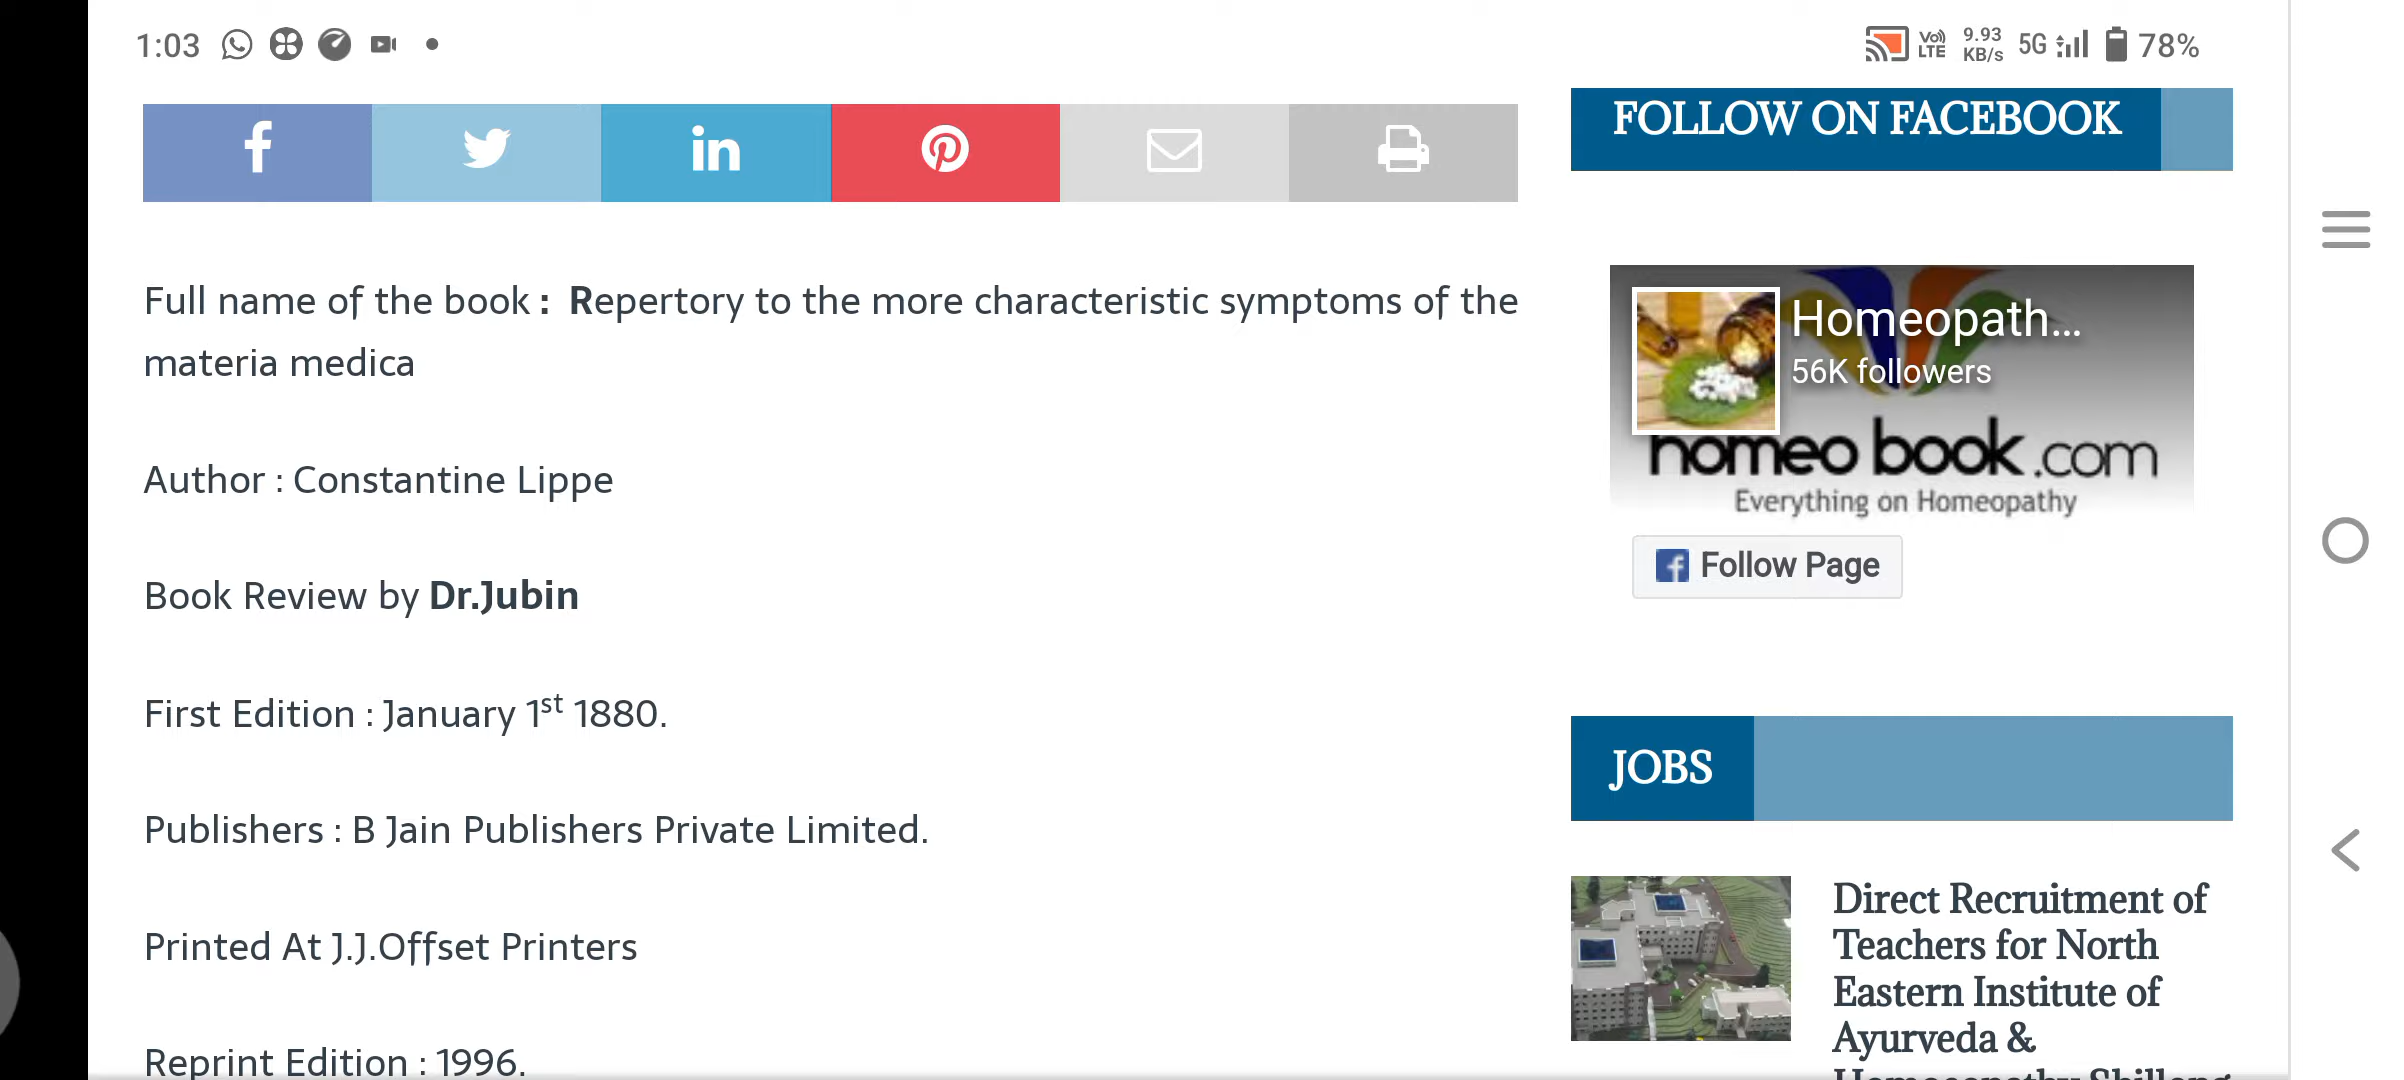 1:03
VoLTE 9.93 KB/s 5G 78%
FOLLOW ON FACEBOOK
Full name of the book : Repertory to the more characteristic symptoms of the
materia medica
Author : Constantine Lippe
Book Review by Dr.Jubin
First Edition : January 1st 1880.
Publishers : B Jain Publishers Private Limited.
Printed At J.J.Offset Printers
Reprint Edition : 1996.
Homeopath...
56K followers
homeo book.com
Everything on Homeopathy
Follow Page
JOBS
Direct Recruitment of
Teachers for North
Eastern Institute of
Ayurveda &
Homoeopathy Shillong